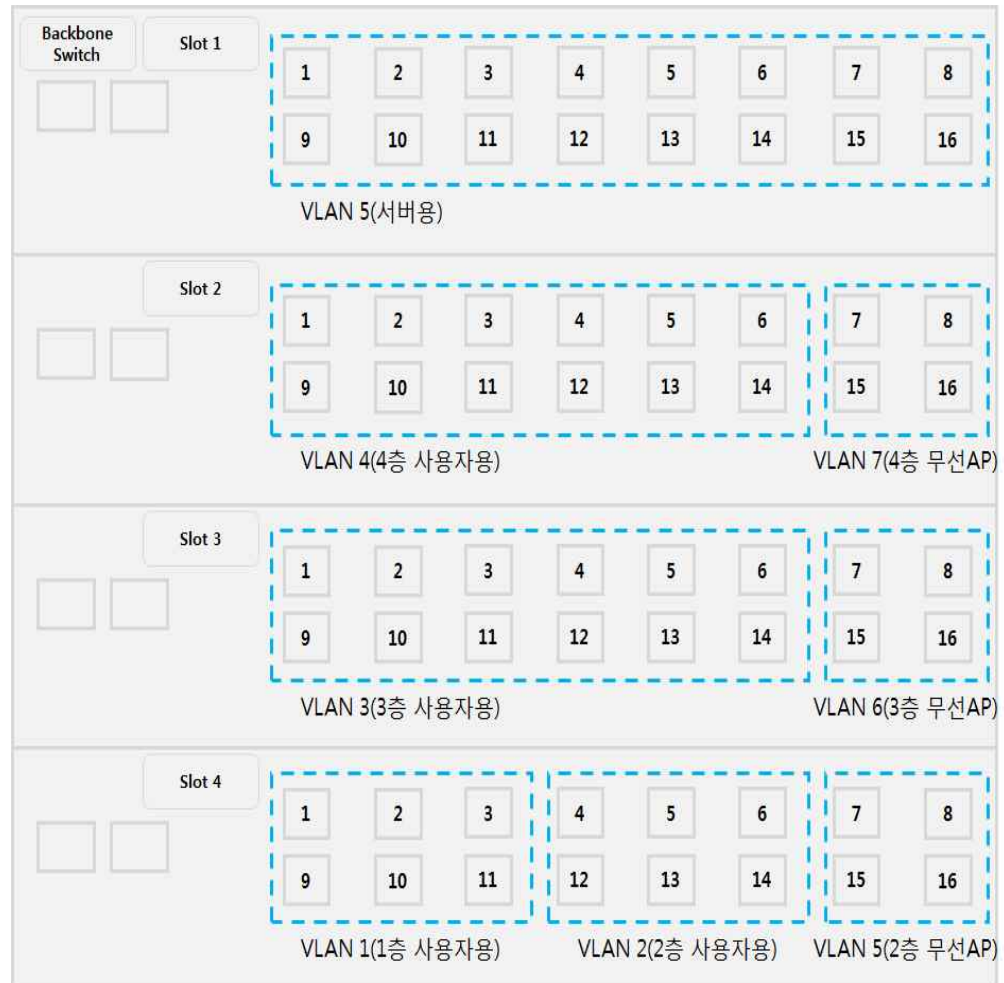 Backbone
Switch
Slot 1
1 2 3 4 5 6 7 8
9 10 11 12 13 14 15 16
VLAN 5(서버용)
Slot 2
1 2 3 4 5 6 7 8
9 10 11 12 13 14 15 16
VLAN 4(4층 사용자용) VLAN 7(4층 무선AP)
Slot 3
1 2 3 4 5 6 7 8
9 10 11 12 13 14 15 16
VLAN 3(3층 사용자용) VLAN 6(3층 무선AP)
Slot 4
1 2 3 4 5 6 7 8
9 10 11 12 13 14 15 16
VLAN 1(1층 사용자용) VLAN 2(2층 사용자용) VLAN 5(2층 무선AP)